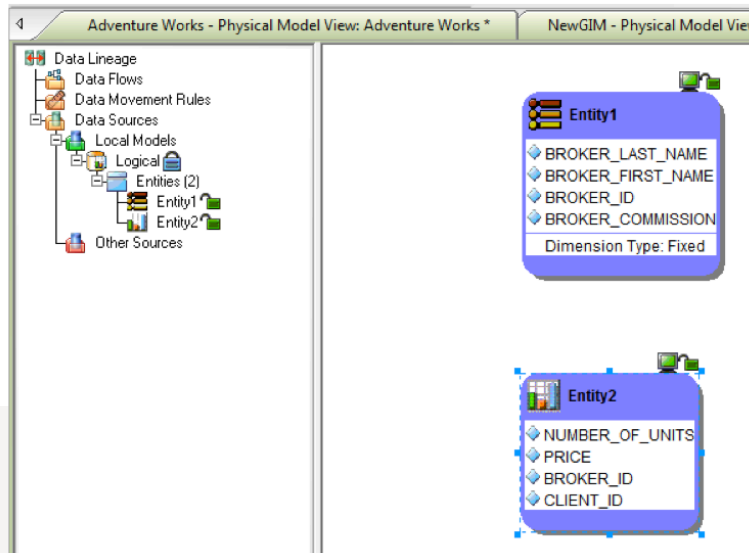 Adventure Works - Physical Model View: Adventure Works *
NewGIM - Physical Model Vie
Data Lineage
Data Flows
Data Movement Rules
Data Sources
Local Models
Logical
Entities (2)
Entity1
Entity2
Other Sources
Entity1
BROKER_LAST_NAME
BROKER_FIRST_NAME
BROKER_ID
BROKER_COMMISSION
Dimension Type: Fixed
Entity2
NUMBER_OF_UNITS
PRICE
BROKER_ID
CLIENT_ID